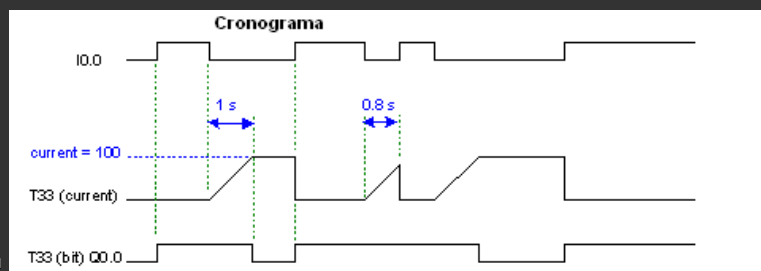 Cronograma
I0.0
1 s
0.8 s
current = 100
T33 (current)
T33 (bit) Q0.0